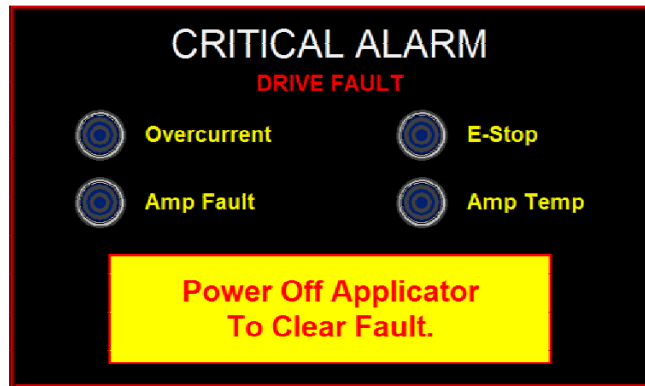 CRITICAL ALARM
DRIVE FAULT
Overcurrent
E-Stop
Amp Fault
Amp Temp
Power Off Applicator
To Clear Fault.